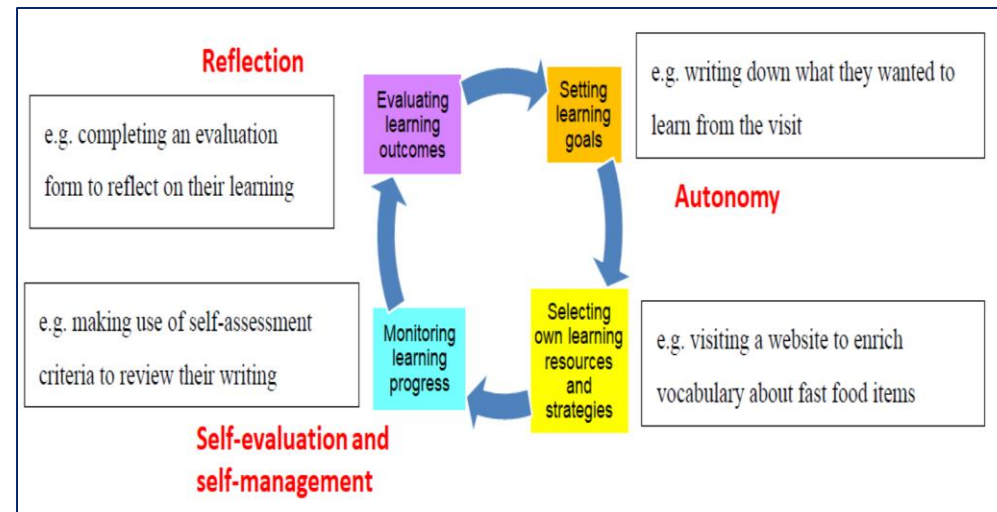 Reflection
e.g. completing an evaluation
form to reflect on their learning
Evaluating
learning
outcomes
Setting
learning
goals
e.g. writing down what they wanted to
learn from the visit
Autonomy
e.g. making use of self-assessment
criteria to review their writing
Monitoring
learning
progress
Selecting
own learning
resources
and
strategies
e.g. visiting a website to enrich
vocabulary about fast food items
Self-evaluation and
self-management